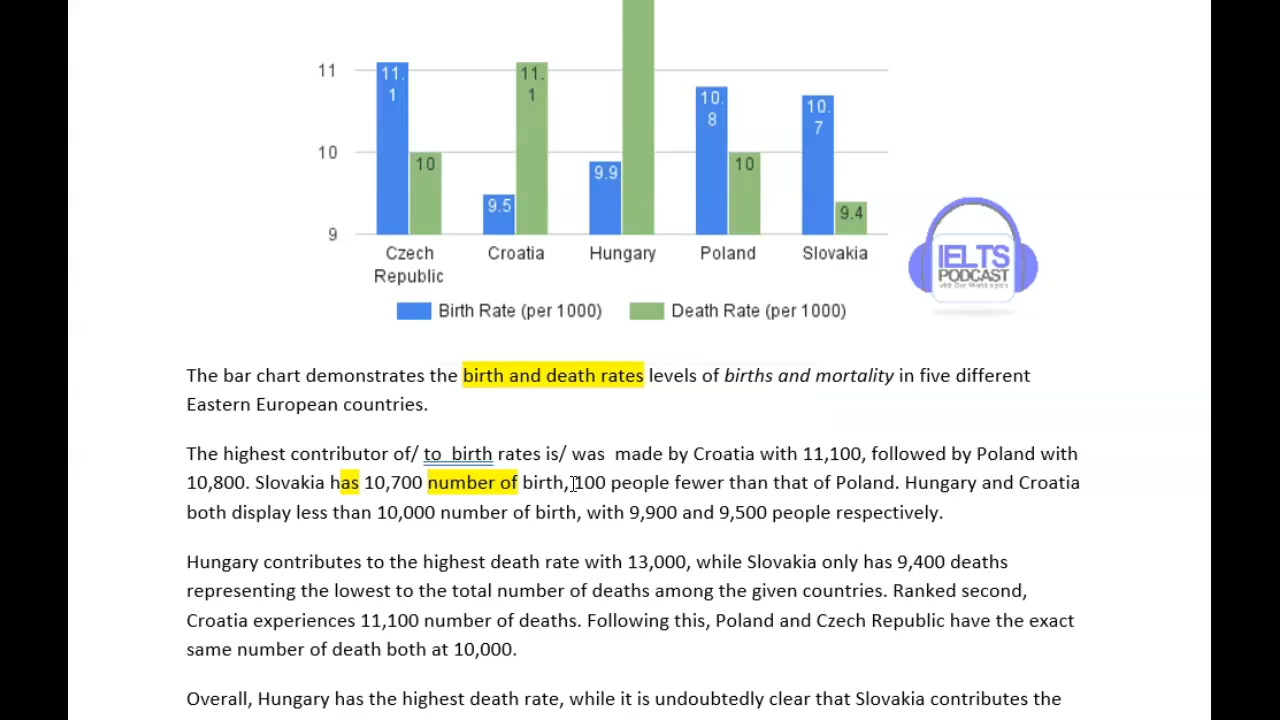 11
10
9
11.
1
10
9.5
11.
1
9.9
10.
8
10
10.
7
9.4
Czech
Republic
Croatia
Hungary
Poland
Slovakia
Birth Rate (per 1000)
Death Rate (per 1000)
IELTS
PODCAST
The bar chart demonstrates the birth and death rates levels of births and mortality in five different
Eastern European countries.
The highest contributor of/ to  birth rates is/ was  made by Croatia with 11,100, followed by Poland with
10,800. Slovakia has 10,700 number of birth, 100 people fewer than that of Poland. Hungary and Croatia
both display less than 10,000 number of birth, with 9,900 and 9,500 people respectively.
Hungary contributes to the highest death rate with 13,000, while Slovakia only has 9,400 deaths
representing the lowest to the total number of deaths among the given countries. Ranked second,
Croatia experiences 11,100 number of deaths. Following this, Poland and Czech Republic have the exact
same number of death both at 10,000.
Overall, Hungary has the highest death rate, while it is undoubtedly clear that Slovakia contributes the